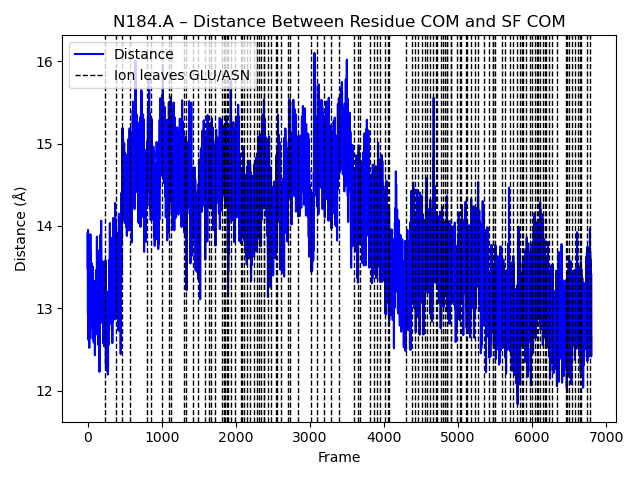 N184.A – Distance Between Residue COM and SF COM
Distance
Ion leaves GLU/ASN
16
15
14
13
12
Distance (Å)
0 1000 2000 3000 4000 5000 6000 7000
Frame